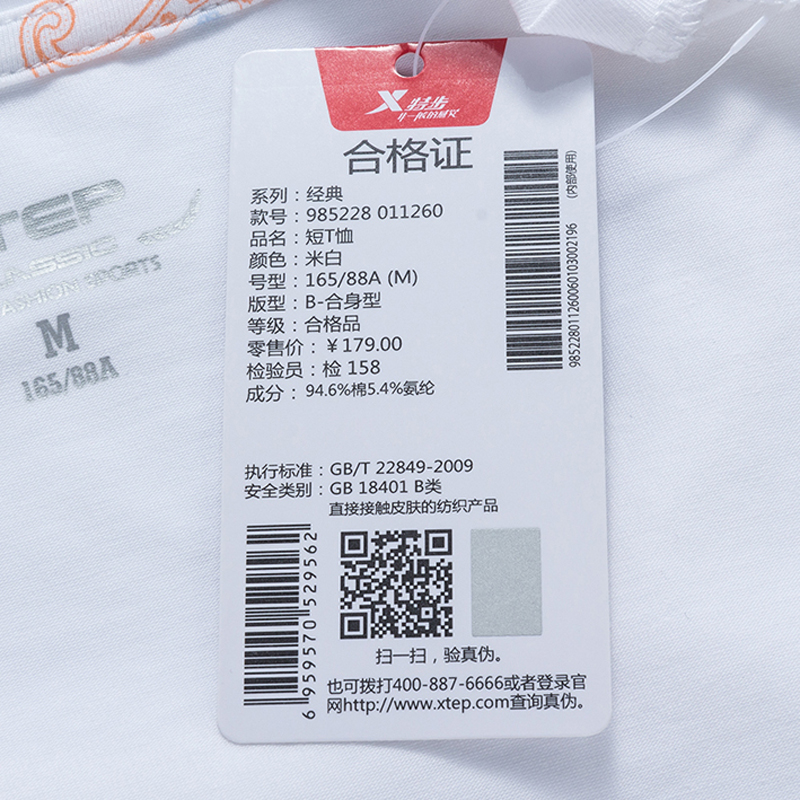 X 特步
合格证
系列：经典
款号：985228 011260
品名：短T恤
颜色：米白
号型：165/88A (M)
版型：B-合身型
等级：合格品
零售价：￥179.00
检验员：检 158
成分：94.6%棉5.4%氨纶
(内部使用)
985228011260060103002196
执行标准：GB/T 22849-2009
安全类别：GB 18401 B类
直接接触皮肤的纺织产品
6 959570 529562
扫一扫，验真伪。
也可拨打400-887-6666或者登录官
网http://www.xtep.com查询真伪。
TEP
ASSIC
FASHION SPORTS
M
165/88A